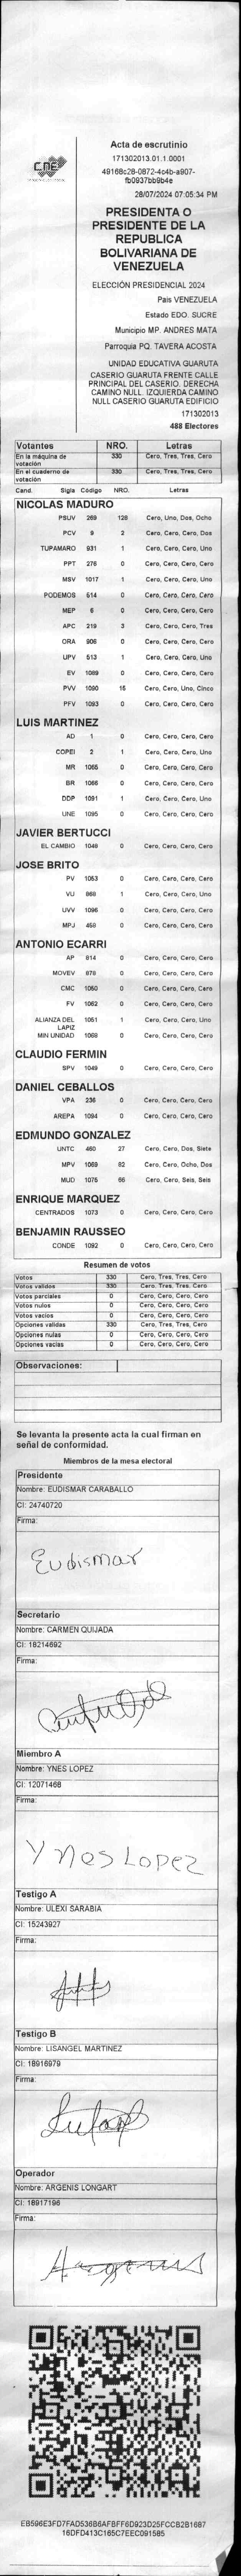 CNE
Acta de escrutinio
171302013.01.1.0001
49168c28-0872-4c4b-a907-
fb0937bb9b4e
28/07/2024 07:05:34 PM
PRESIDENTA O
PRESIDENTE DE LA
REPUBLICA
BOLIVARIANA DE
VENEZUELA
ELECCIÓN PRESIDENCIAL 2024
Pais VENEZUELA
Estado EDO. SUCRE
Municipio MP. ANDRES MATA
Parroquia PQ. TAVERA ACOSTA
UNIDAD EDUCATIVA GUARUTA
CASERIO GUARUTA FRENTE CALLE
PRINCIPAL DEL CASERIO. DERECHA
CAMINO NULL. IZQUIERDA CAMINO
NULL CASERIO GUARUTA EDIFICIO
171302013
488 Electores
Votantes NRO. Letras
En la máquina de votación 330 Cero, Tres, Tres, Cero
En el cuaderno de votación 330 Cero, Tres, Tres, Cero
Cand. Sigla Código NRO. Letras
NICOLAS MADURO
PSUV 269 128 Cero, Uno, Dos, Ocho
PCV 9 2 Cero, Cero, Cero, Dos
TUPAMARO 931 1 Cero, Cero, Cero, Uno
PPT 276 0 Cero, Cero, Cero, Cero
MSV 1017 1 Cero, Cero, Cero, Uno
PODEMOS 514 0 Cero, Cero, Cero, Cero
MEP 6 0 Cero, Cero, Cero, Cero
APC 219 3 Cero, Cero, Cero, Tres
ORA 906 0 Cero, Cero, Cero, Cero
UPV 513 1 Cero, Cero, Cero, Uno
EV 1089 0 Cero, Cero, Cero, Cero
PVV 1090 15 Cero, Cero, Uno, Cinco
PFV 1093 0 Cero, Cero, Cero, Cero
LUIS MARTINEZ
AD 1 0 Cero, Cero, Cero, Cero
COPEI 2 1 Cero, Cero, Cero, Uno
MR 1065 0 Cero, Cero, Cero, Cero
BR 1066 0 Cero, Cero, Cero, Cero
DDP 1091 1 Cero, Cero, Cero, Uno
UNE 1095 0 Cero, Cero, Cero, Cero
JAVIER BERTUCCI
EL CAMBIO 1048 0 Cero, Cero, Cero, Cero
JOSE BRITO
PV 1053 0 Cero, Cero, Cero, Cero
VU 968 1 Cero, Cero, Cero, Uno
UVV 1096 0 Cero, Cero, Cero, Cero
MPJ 458 0 Cero, Cero, Cero, Cero
ANTONIO ECARRI
AP 914 0 Cero, Cero, Cero, Cero
MOVEV 979 0 Cero, Cero, Cero, Cero
CMC 1050 0 Cero, Cero, Cero, Cero
FV 1052 0 Cero, Cero, Cero, Cero
ALIANZA DEL LAPIZ 1051 1 Cero, Cero, Cero, Uno
MIN UNIDAD 1068 0 Cero, Cero, Cero, Cero
CLAUDIO FERMIN
SPV 1049 0 Cero, Cero, Cero, Cero
DANIEL CEBALLOS
VPA 236 0 Cero, Cero, Cero, Cero
AREPA 1094 0 Cero, Cero, Cero, Cero
EDMUNDO GONZALEZ
UNTC 460 27 Cero, Cero, Dos, Siete
MPV 1069 82 Cero, Cero, Ocho, Dos
MUD 1075 66 Cero, Cero, Seis, Seis
ENRIQUE MARQUEZ
CENTRADOS 1073 0 Cero, Cero, Cero, Cero
BENJAMIN RAUSSEO
CONDE 1092 0 Cero, Cero, Cero, Cero
Resumen de votos
Votos 330 Cero, Tres, Tres, Cero
Votos validos 330 Cero, Tres, Tres, Cero
Votos parciales 0 Cero, Cero, Cero, Cero
Votos nulos 0 Cero, Cero, Cero, Cero
Votos vacios 0 Cero, Cero, Cero, Cero
Opciones validas 330 Cero, Tres, Tres, Cero
Opciones nulas 0 Cero, Cero, Cero, Cero
Opciones vacias 0 Cero, Cero, Cero, Cero
Observaciones:
Se levanta la presente acta la cual firman en
señal de conformidad.
Miembros de la mesa electoral
Presidente
Nombre: EUDISMAR CARABALLO
CI: 24740720
Firma:
Eudismar
Secretario
Nombre: CARMEN QUIJADA
CI: 18214692
Firma:
Miembro A
Nombre: YNES LOPEZ
CI: 12071468
Firma:
Ynes Lopez
Testigo A
Nombre: ULEXI SARABIA
CI: 15243927
Firma:
Testigo B
Nombre: LISANGEL MARTINEZ
CI: 18916979
Firma:
Operador
Nombre: ARGENIS LONGART
CI: 18917196
Firma:
Argenis
EB596E3FD7FAD536B6AFBFF6D923D25FCCB2B1687
16DFD413C165C7EEC091585